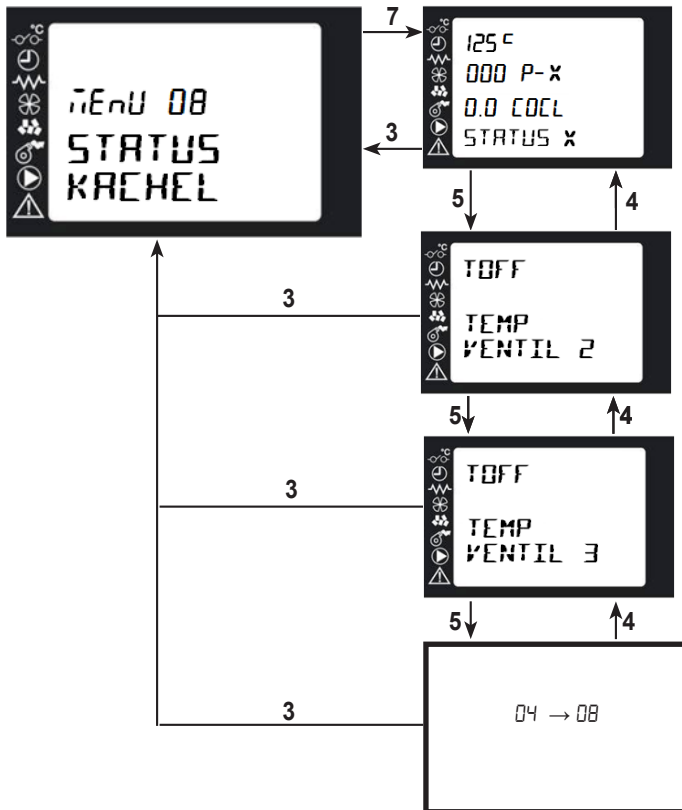 °C
MEnU 08
STATUS
KACHEL
7
3
°C
125 c
000 P-X
0.0 COCL
STATUS X
5
4
3
°C
TOFF
TEMP
VENTIL 2
5
4
3
°C
TOFF
TEMP
VENTIL 3
5
4
3
04 → 08